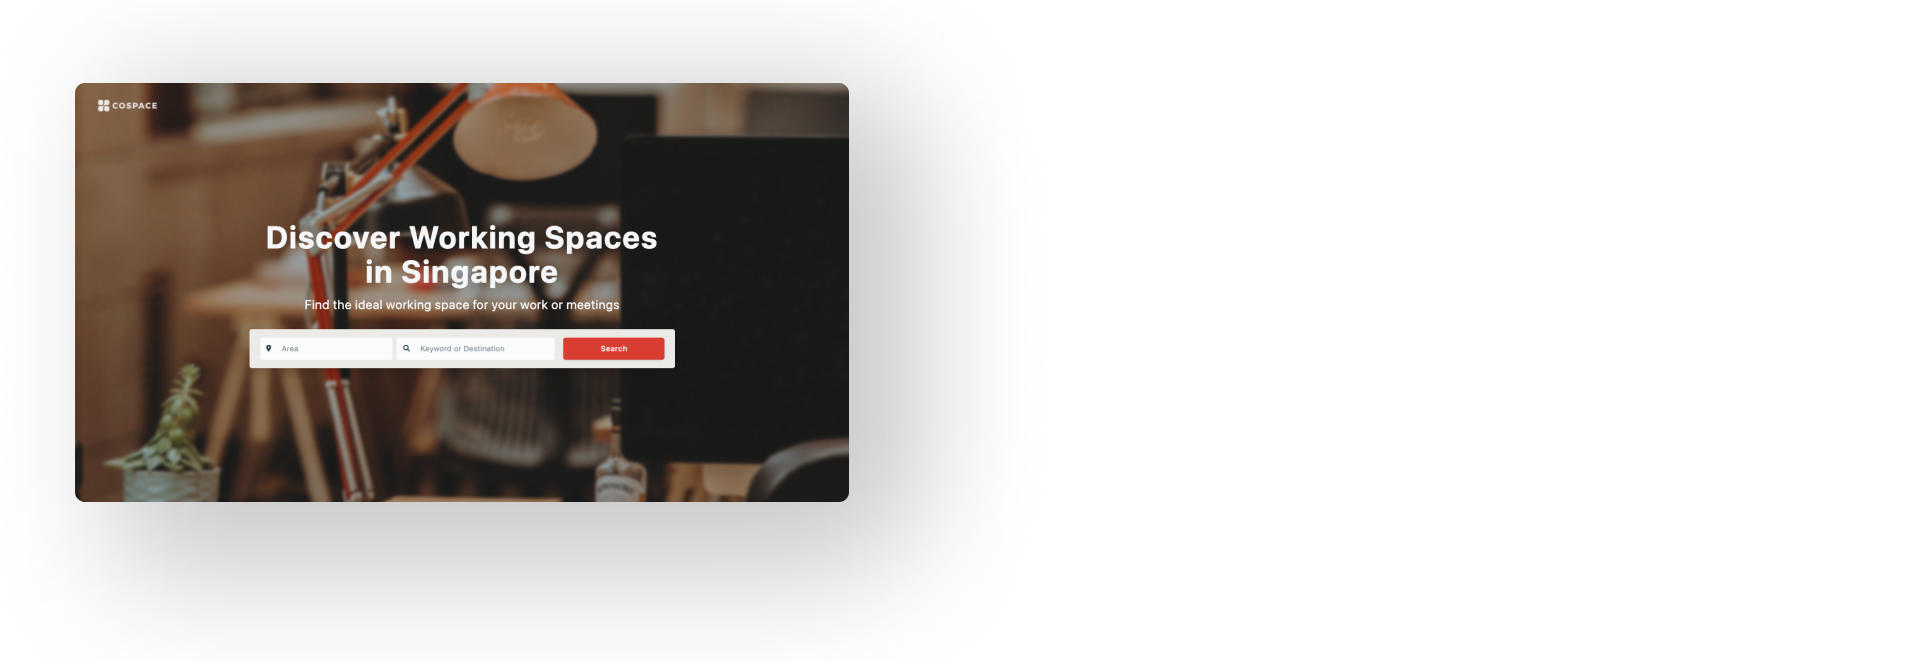 COSPACE
Discover Working Spaces
in Singapore
Find the ideal working space for your work or meetings
Area
Keyword or Destination
Search